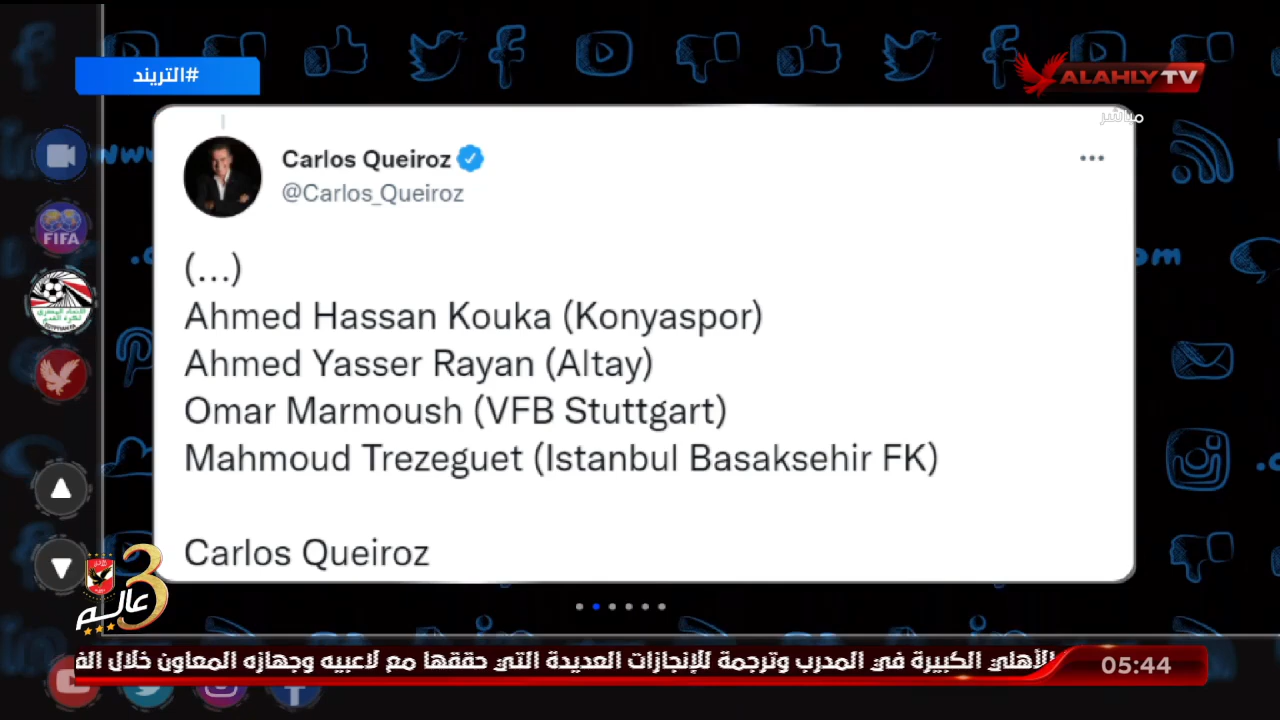 #التريند
ALAHLY TV
مباشر
Carlos Queiroz
@Carlos_Queiroz
(...)
Ahmed Hassan Kouka (Konyaspor)
Ahmed Yasser Rayan (Altay)
Omar Marmoush (VFB Stuttgart)
Mahmoud Trezeguet (Istanbul Basaksehir FK)
Carlos Queiroz
FIFA
3
عالم
الأهلي الكبيرة في المدرب وترجمة للإنجازات العديدة التي حققها مع لاعبيه وجهازه المعاون خلال الف
05:44